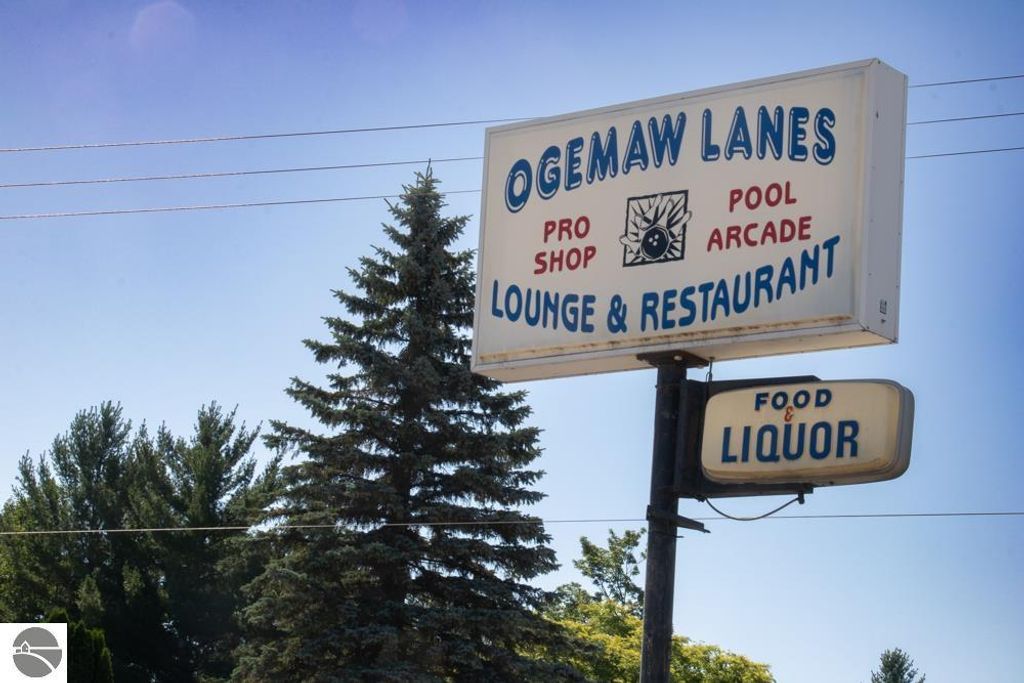 OGEMAW LANES
PRO
SHOP
POOL
ARCADE
LOUNGE & RESTAURANT
FOOD
&
LIQUOR